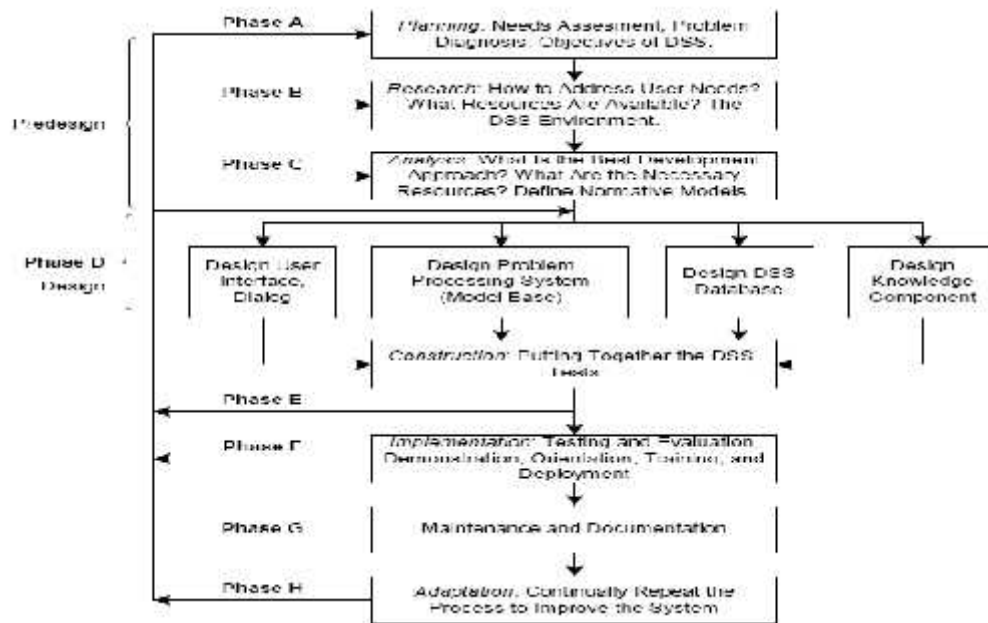 Phase A
Planning: Needs Assesment, Problem
Diagnosis, Objectives of DSS.
Phase B
Research: How to Address User Needs?
What Resources Are Available? The
DSS Environment.
Predesign
Phase C
Analysis: What Is the Best Development
Approach? What Are the Necessary
Resources? Define Normative Models
Phase D
Design
Design User
Interface,
Dialog
Design Problem
Processing System
(Model Base)
Design DSS
Database
Design
Knowledge
Component
Construction: Putting Together the DSS
Tests
Phase E
Phase F
Implementation: Testing and Evaluation
Demonstration, Orientation, Training, and
Deployment
Phase G
Maintenance and Documentation
Phase H
Adaptation: Continually Repeat the
Process to Improve the System